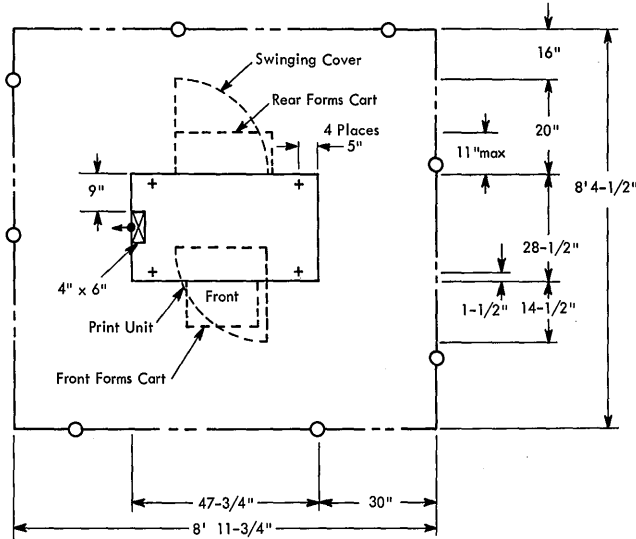 Swinging Cover
16"
Rear Forms Cart
20"
4 Places
5"
11"max
9"
8'4-1/2"
28-1/2"
4" x 6"
Front
1-1/2"
14-1/2"
Print Unit
Front Forms Cart
47-3/4"
30"
8' 11-3/4"